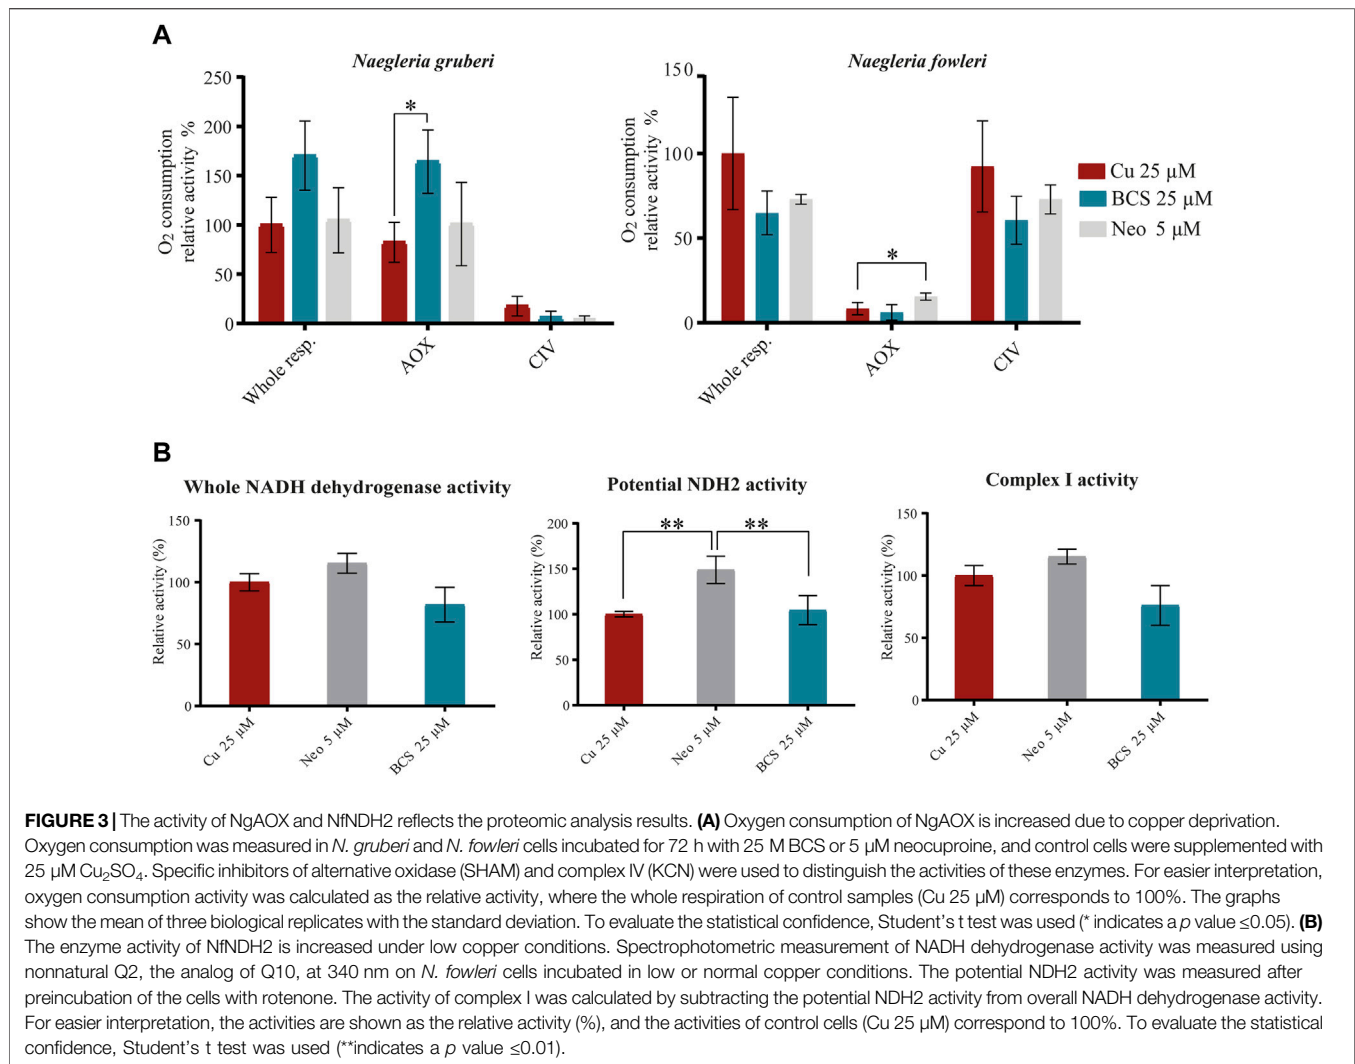 A
Naegleria gruberi
O2 consumption
relative activity %
250
200
150
100
50
0
*
Whole resp.
AOX
CIV
Naegleria fowleri
O2 consumption
relative activity %
150
100
50
0
*
Whole resp.
AOX
CIV
Cu 25 µM
BCS 25 µM
Neo 5 µM
B
Whole NADH dehydrogenase activity
Relative activity (%)
150
100
50
0
Cu 25 µM
Neo 5 µM
BCS 25 µM
Potential NDH2 activity
Relative activity (%)
200
150
100
50
0
**
**
Cu 25 µM
Neo 5 µM
BCS 25 µM
Complex I activity
Relative activity (%)
150
100
50
0
Cu 25 µM
Neo 5 µM
BCS 25 µM
FIGURE 3 | The activity of NgAOX and NfNDH2 reflects the proteomic analysis results. (A) Oxygen consumption of NgAOX is increased due to copper deprivation.
Oxygen consumption was measured in N. gruberi and N. fowleri cells incubated for 72 h with 25 M BCS or 5 µM neocuproine, and control cells were supplemented with
25 µM Cu2SO4. Specific inhibitors of alternative oxidase (SHAM) and complex IV (KCN) were used to distinguish the activities of these enzymes. For easier interpretation,
oxygen consumption activity was calculated as the relative activity, where the whole respiration of control samples (Cu 25 µM) corresponds to 100%. The graphs
show the mean of three biological replicates with the standard deviation. To evaluate the statistical confidence, Student's t test was used (* indicates a p value ≤0.05). (B)
The enzyme activity of NfNDH2 is increased under low copper conditions. Spectrophotometric measurement of NADH dehydrogenase activity was measured using
nonnatural Q2, the analog of Q10, at 340 nm on N. fowleri cells incubated in low or normal copper conditions. The potential NDH2 activity was measured after
preincubation of the cells with rotenone. The activity of complex I was calculated by subtracting the potential NDH2 activity from overall NADH dehydrogenase activity.
For easier interpretation, the activities are shown as the relative activity (%), and the activities of control cells (Cu 25 µM) correspond to 100%. To evaluate the statistical
confidence, Student's t test was used (**indicates a p value ≤0.01).